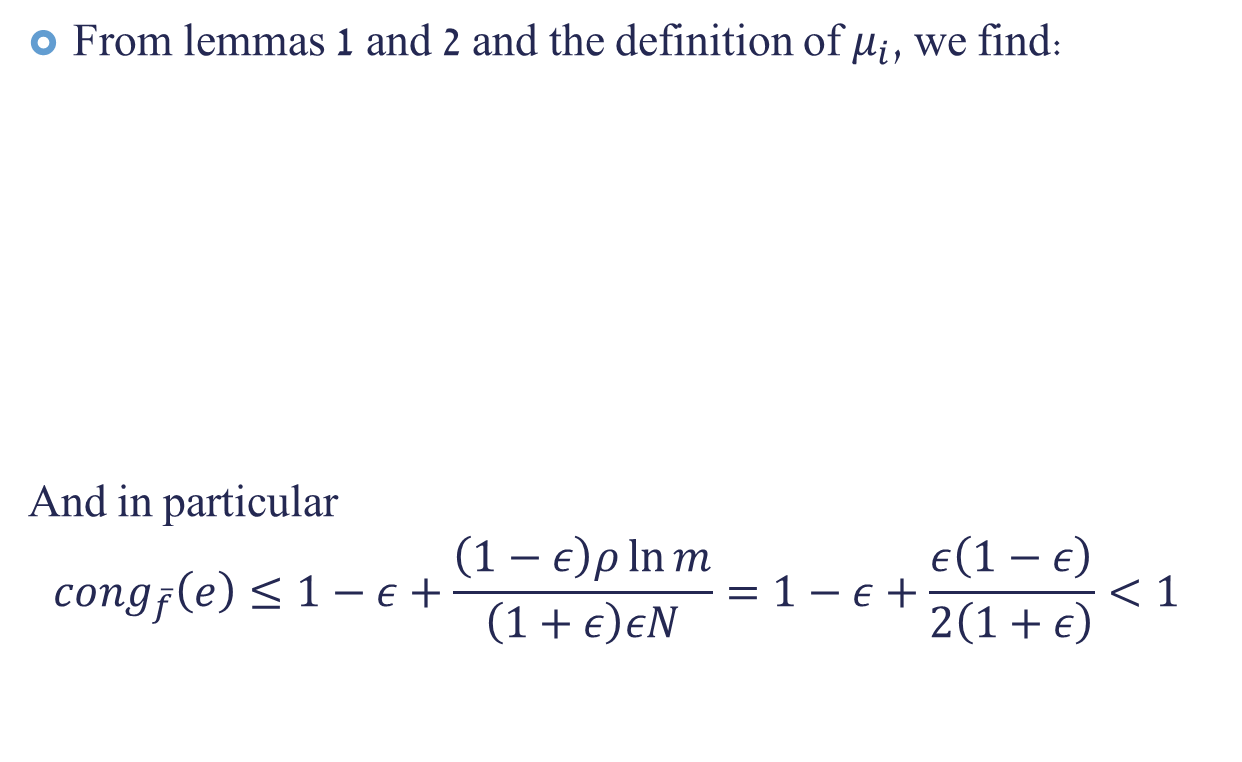 From lemmas 1 and 2 and the definition of μᵢ, we find:
And in particular
cong_f̄(e) ≤ 1 − ϵ + (1 − ϵ)ρ ln m / (1 + ϵ)ϵN = 1 − ϵ + ϵ(1 − ϵ) / 2(1 + ϵ) < 1